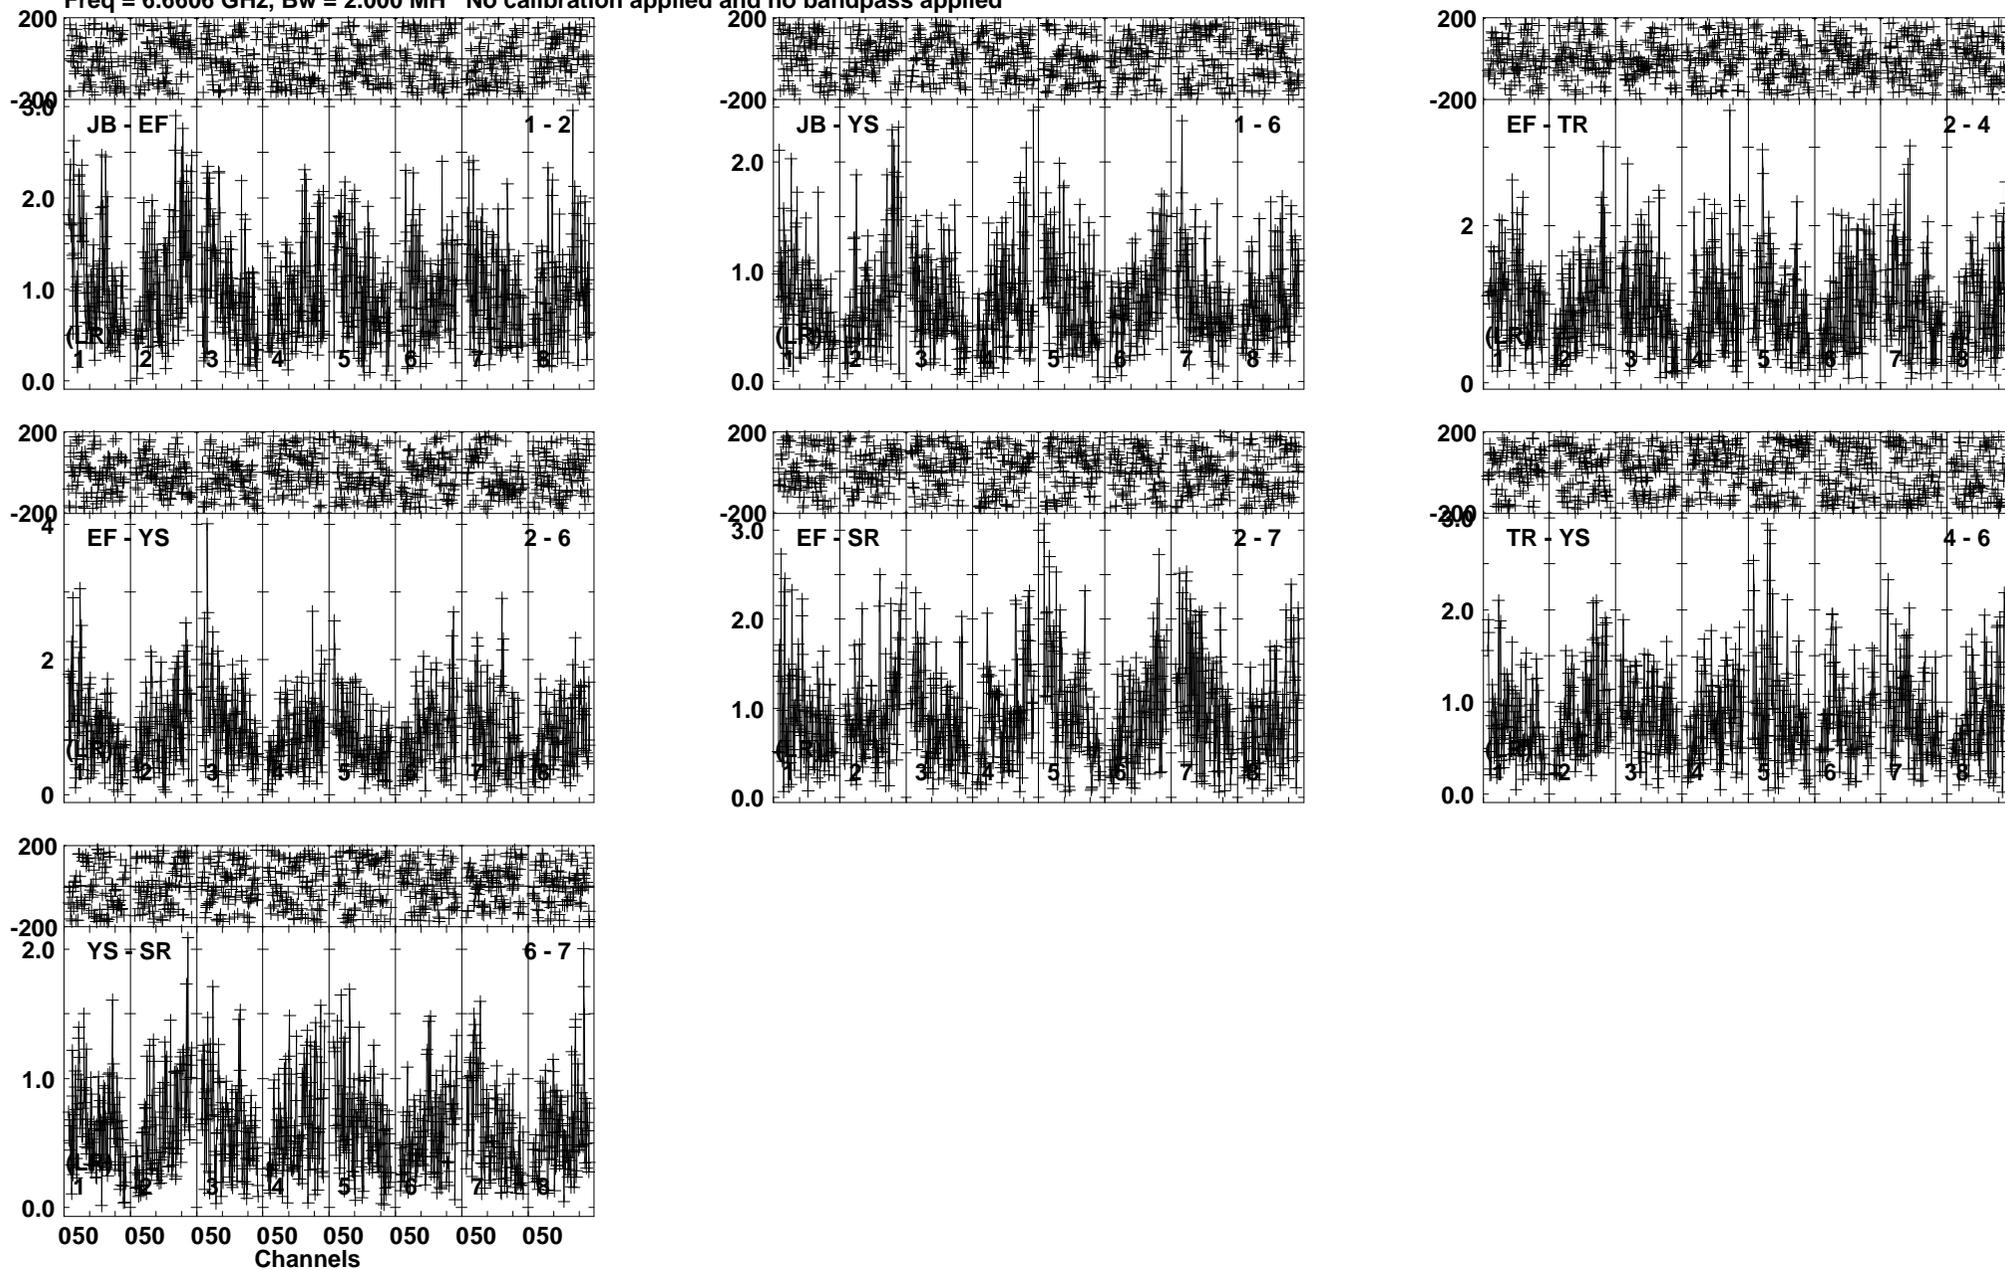 Freq = 6.6606 GHz, Bw = 2.000 MH No calibration applied and no bandpass applied
200 200 200
-200 -200 -200
3.0
JB - EF 1 - 2 JB - YS 1 - 6 EF - TR 2 - 4
2.0 2.0 2
1.0 1.0
(LR) (LR) (LR)
1 2 3 4 5 6 7 8 1 2 3 4 5 6 7 8 1 2 3 4 5 6 7 8
0.0 0.0 0
200 200 200
-200 -200 -200
4 3.0 3.0
EF - YS 2 - 6 EF - SR 2 - 7 TR - YS 4 - 6
2 2.0 2.0
1.0 1.0
(LR) (LR) (LR)
1 2 3 4 5 6 7 8 1 2 3 4 5 6 7 8 1 2 3 4 5 6 7 8
0 0.0 0.0
200
-200
2.0
YS - SR 6 - 7
1.0
(LR)
1 2 3 4 5 6 7 8
0.0
050 050 050 050 050 050 050 050
Channels